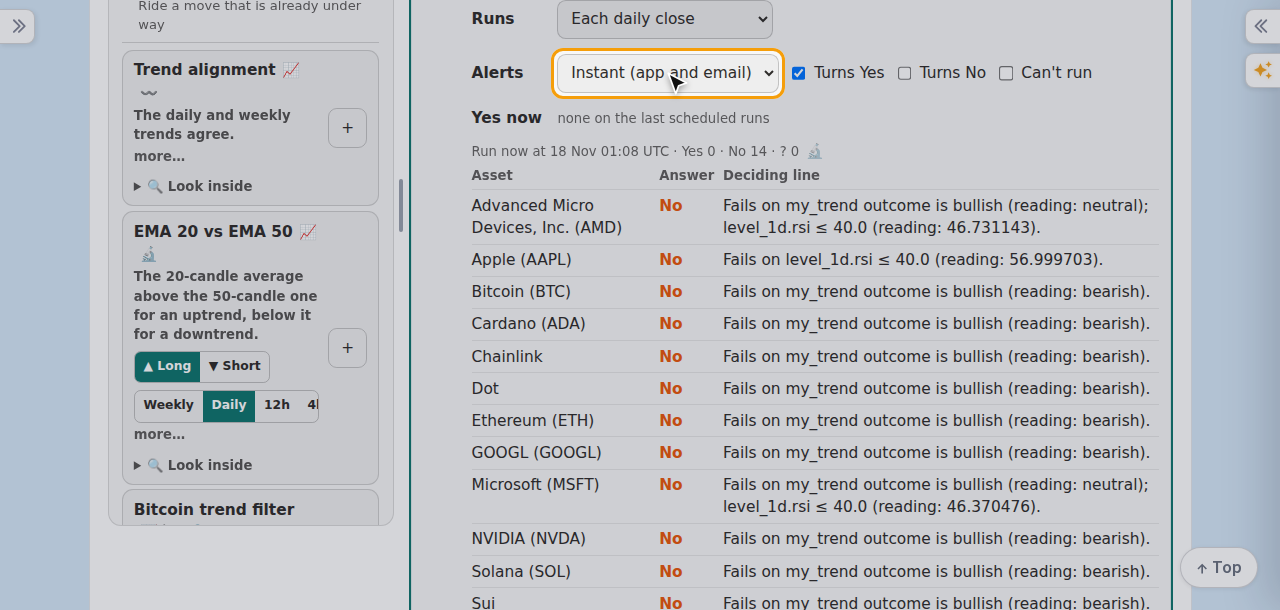 Ride a move that is already under
way
Trend alignment
The daily and weekly
trends agree.
more...
+
Look inside
EMA 20 vs EMA 50
The 20-candle average
above the 50-candle one
for an uptrend, below it
for a downtrend.
▲ Long ▼ Short
+
Weekly Daily 12h
more...
Look inside
Bitcoin trend filter
Runs Each daily close
Alerts Instant (app and email) Turns Yes Turns No Can't run
Yes now none on the last scheduled runs
Run now at 18 Nov 01:08 UTC · Yes 0 · No 14 · ? 0
Asset Answer Deciding line
Advanced Micro No Fails on my_trend outcome is bullish (reading: neutral);
Devices, Inc. (AMD) level_1d.rsi ≤ 40.0 (reading: 46.731143).
Apple (AAPL) No Fails on level_1d.rsi ≤ 40.0 (reading: 56.999703).
Bitcoin (BTC) No Fails on my_trend outcome is bullish (reading: bearish).
Cardano (ADA) No Fails on my_trend outcome is bullish (reading: bearish).
Chainlink No Fails on my_trend outcome is bullish (reading: bearish).
Dot No Fails on my_trend outcome is bullish (reading: bearish).
Ethereum (ETH) No Fails on my_trend outcome is bullish (reading: bearish).
GOOGL (GOOGL) No Fails on my_trend outcome is bullish (reading: bearish).
Microsoft (MSFT) No Fails on my_trend outcome is bullish (reading: neutral);
level_1d.rsi ≤ 40.0 (reading: 46.370476).
NVIDIA (NVDA) No Fails on my_trend outcome is bullish (reading: bearish).
Solana (SOL) No Fails on my_trend outcome is bullish (reading: bearish).
Sui No Fails on my_trend outcome is bullish (reading: bearish).
↑ Top